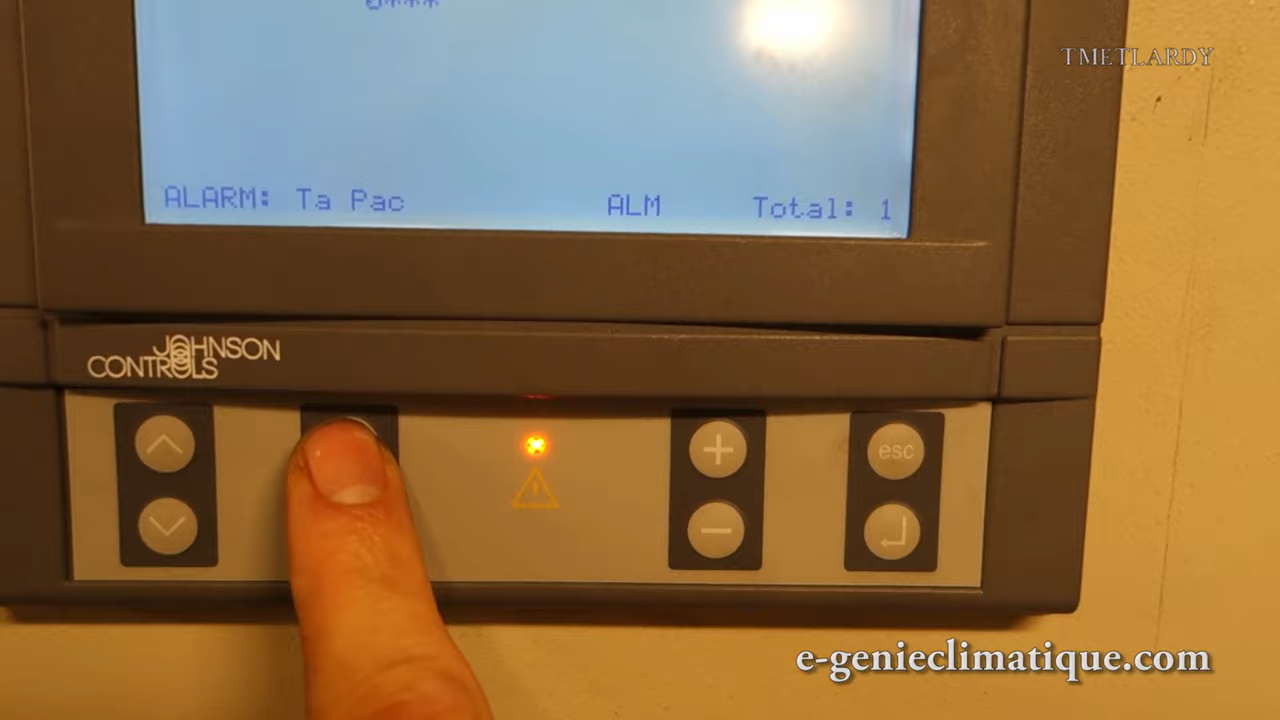 TMETLARDY
ALARM: Ta Pac ALM Total: 1
JOHNSON
CONTROLS
esc
e-genieclimatique.com